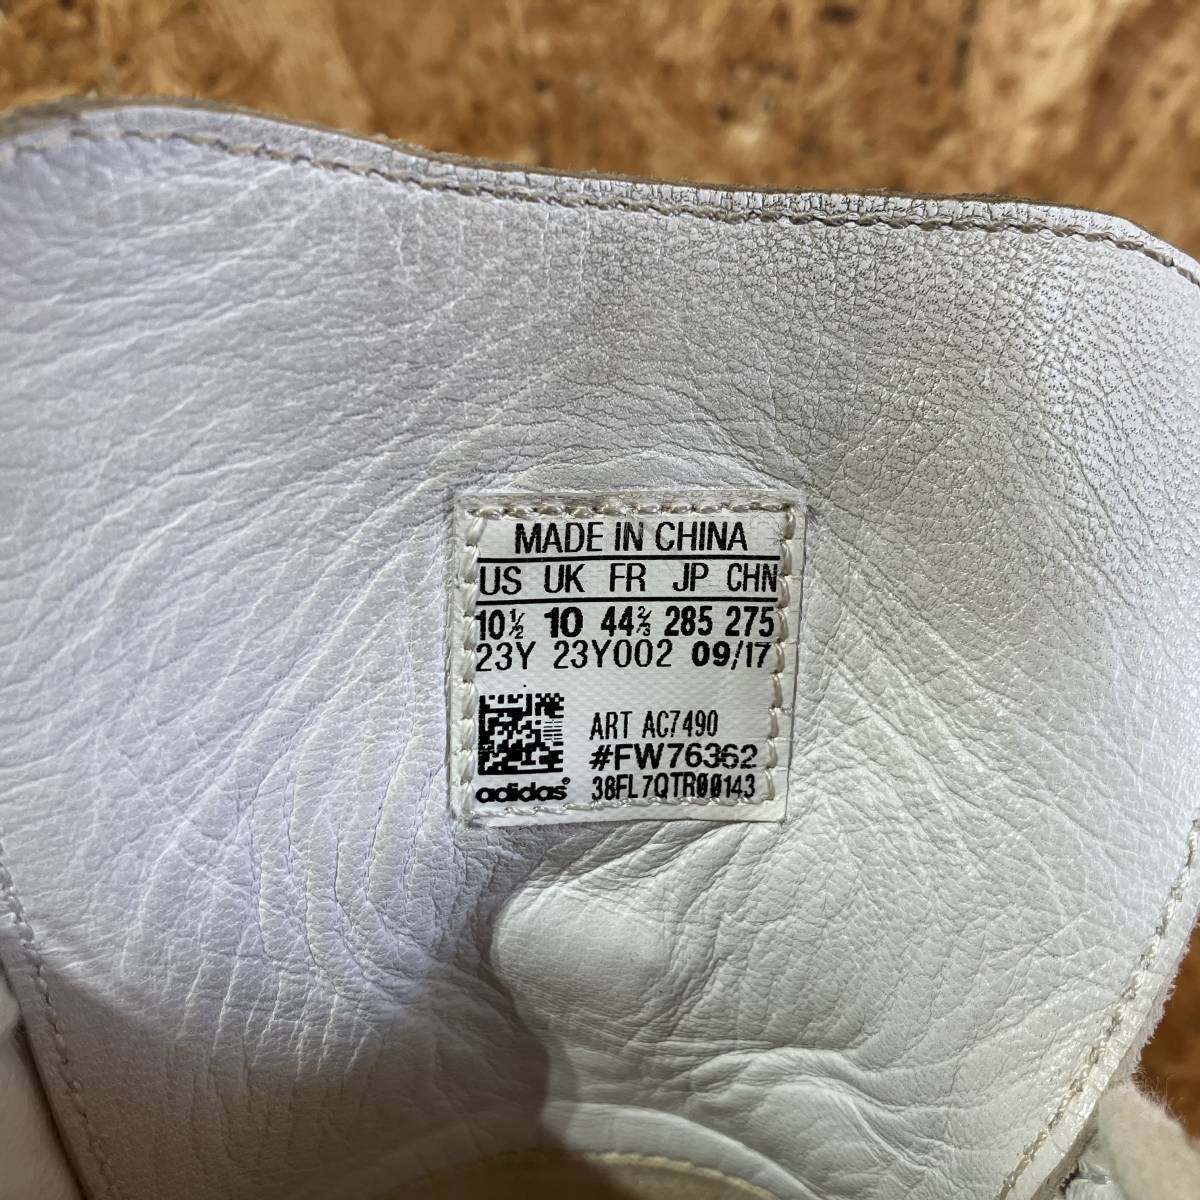 MADE IN CHINA
US UK FR JP CHN
10½ 10 44⅔ 285 275
23Y 23Y002 09/17
ART AC7490
#FW76362
adidas® 38FL7QTR00143